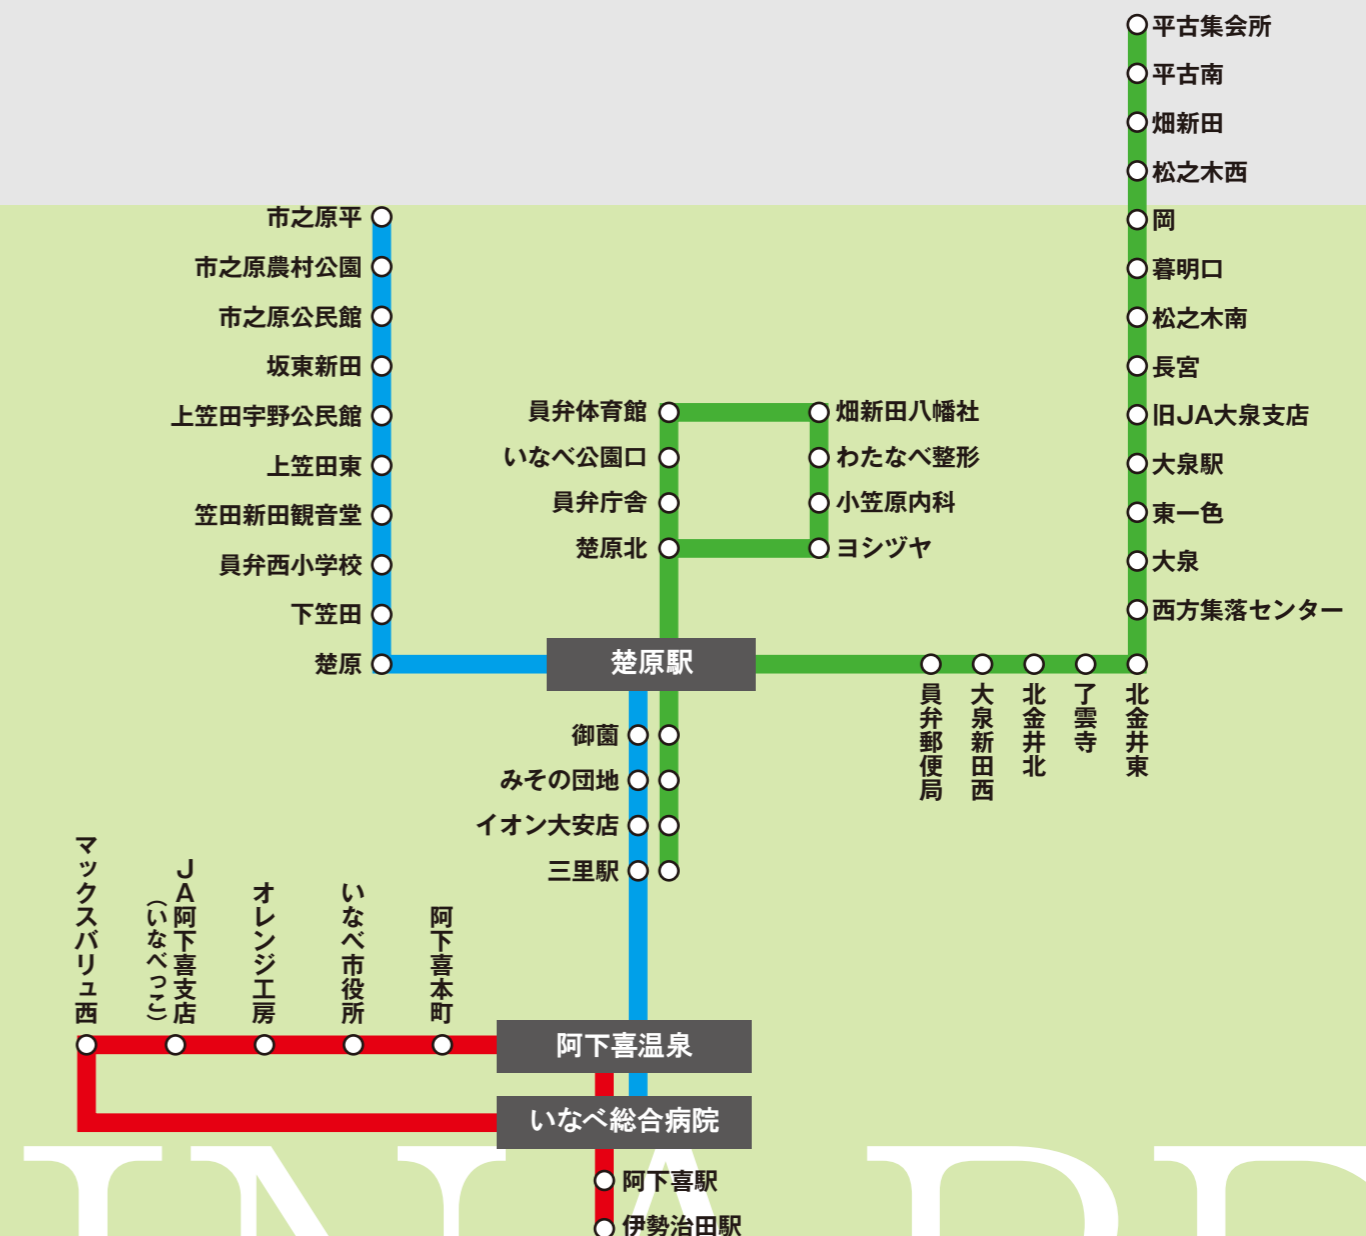 平古集会所
平古南
畑新田
松之木西
岡
暮明口
松之木南
長宮
旧JA大泉支店
大泉駅
東一色
大泉
西方集落センター
北金井東
了雲寺
北金井北
大泉新田西
員弁郵便局
市之原平
市之原農村公園
市之原公民館
坂東新田
上笠田宇野公民館
上笠田東
笠田新田観音堂
員弁西小学校
下笠田
楚原
員弁体育館
いなべ公園口
員弁庁舎
楚原北
畑新田八幡社
わたなべ整形
小笠原内科
ヨシヅヤ
楚原駅
御薗
みその団地
イオン大安店
三里駅
マックスバリュ西
JA阿下喜支店
（いなべっこ）
オレンジ工房
いなべ市役所
阿下喜本町
阿下喜温泉
いなべ総合病院
阿下喜駅
伊勢治田駅